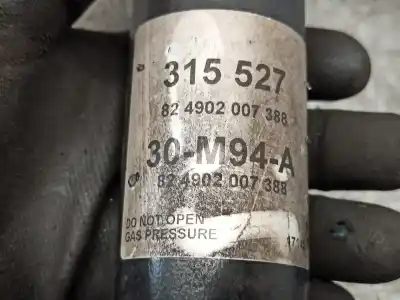 315 527
82 4902 007 388
30-M94-A
82 4902 007 388
DO NOT OPEN
GAS PRESSURE